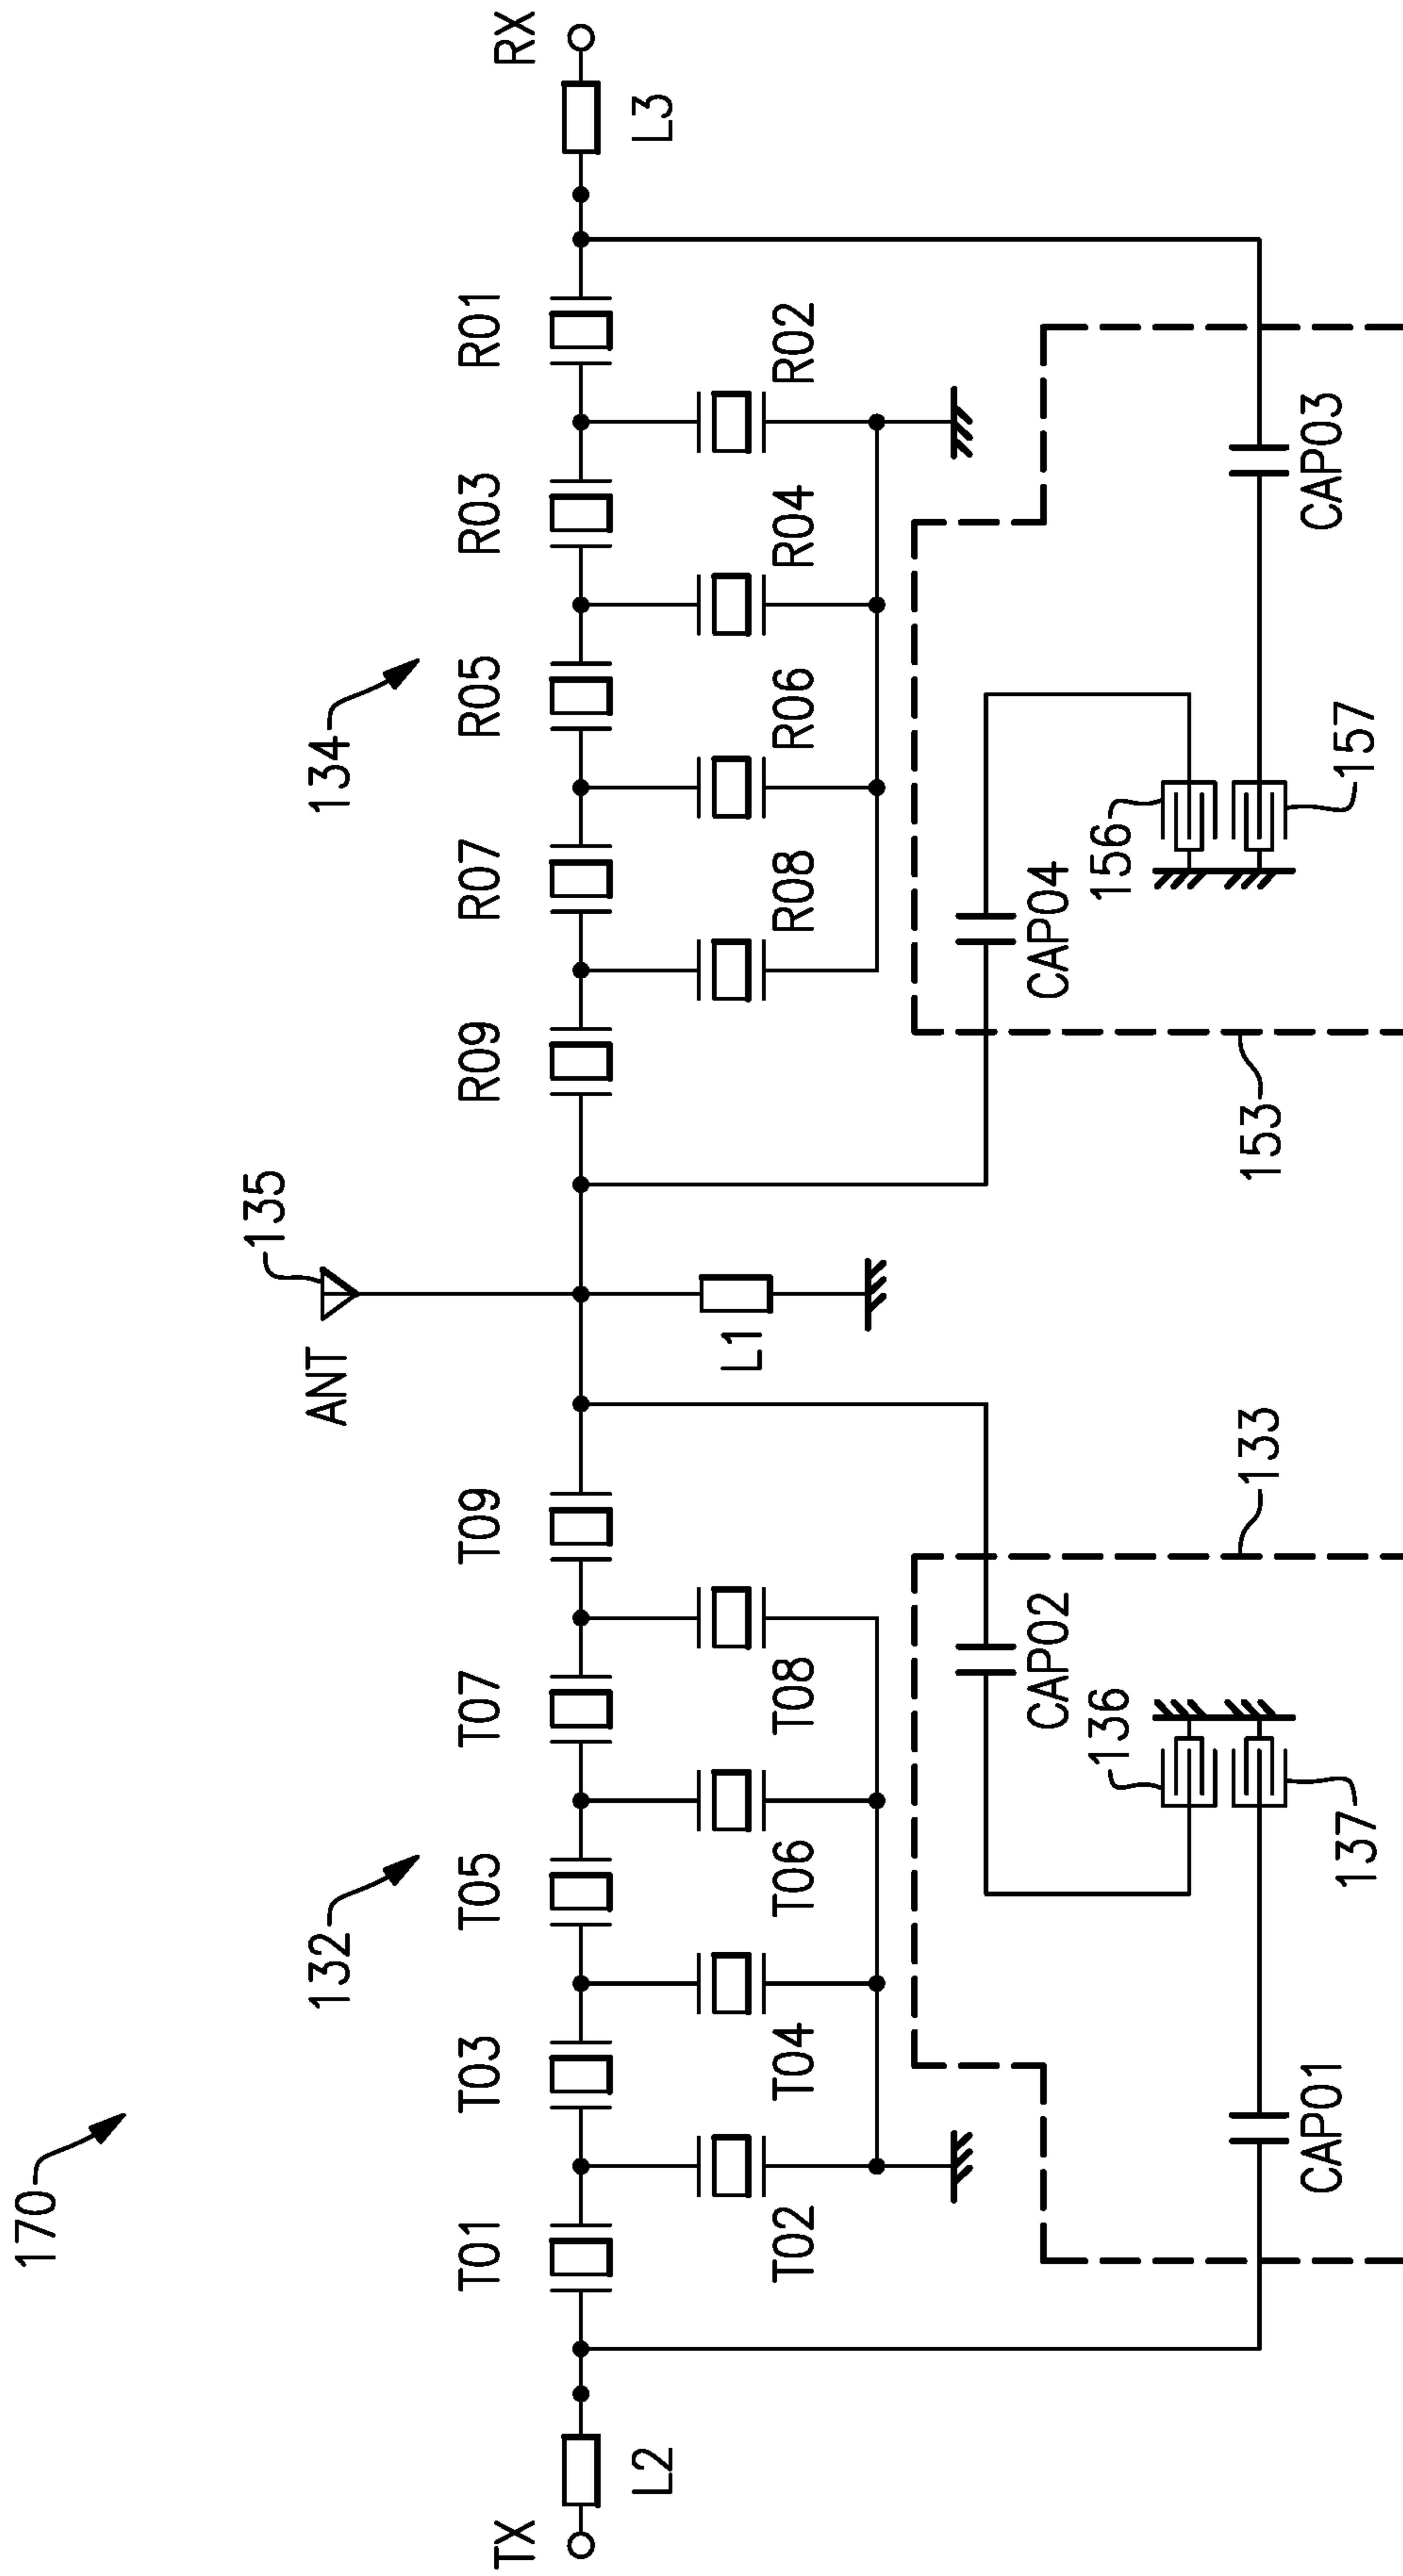 170
132
134
ANT
135
T01
T03
T05
T07
T09
R09
R07
R05
R03
R01
TX
RX
L2
L1
L3
T02
T04
T06
T08
R08
R06
R04
R02
CAP02
CAP04
136
156
133
153
CAP01
137
157
CAP03